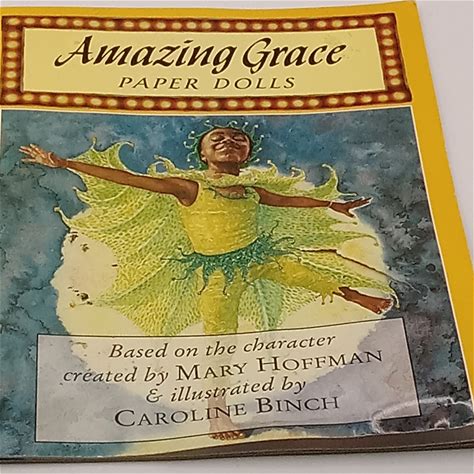 Amazing Grace
PAPER DOLLS
Based on the character
created by MARY HOFFMAN
& illustrated by
CAROLINE BINCH